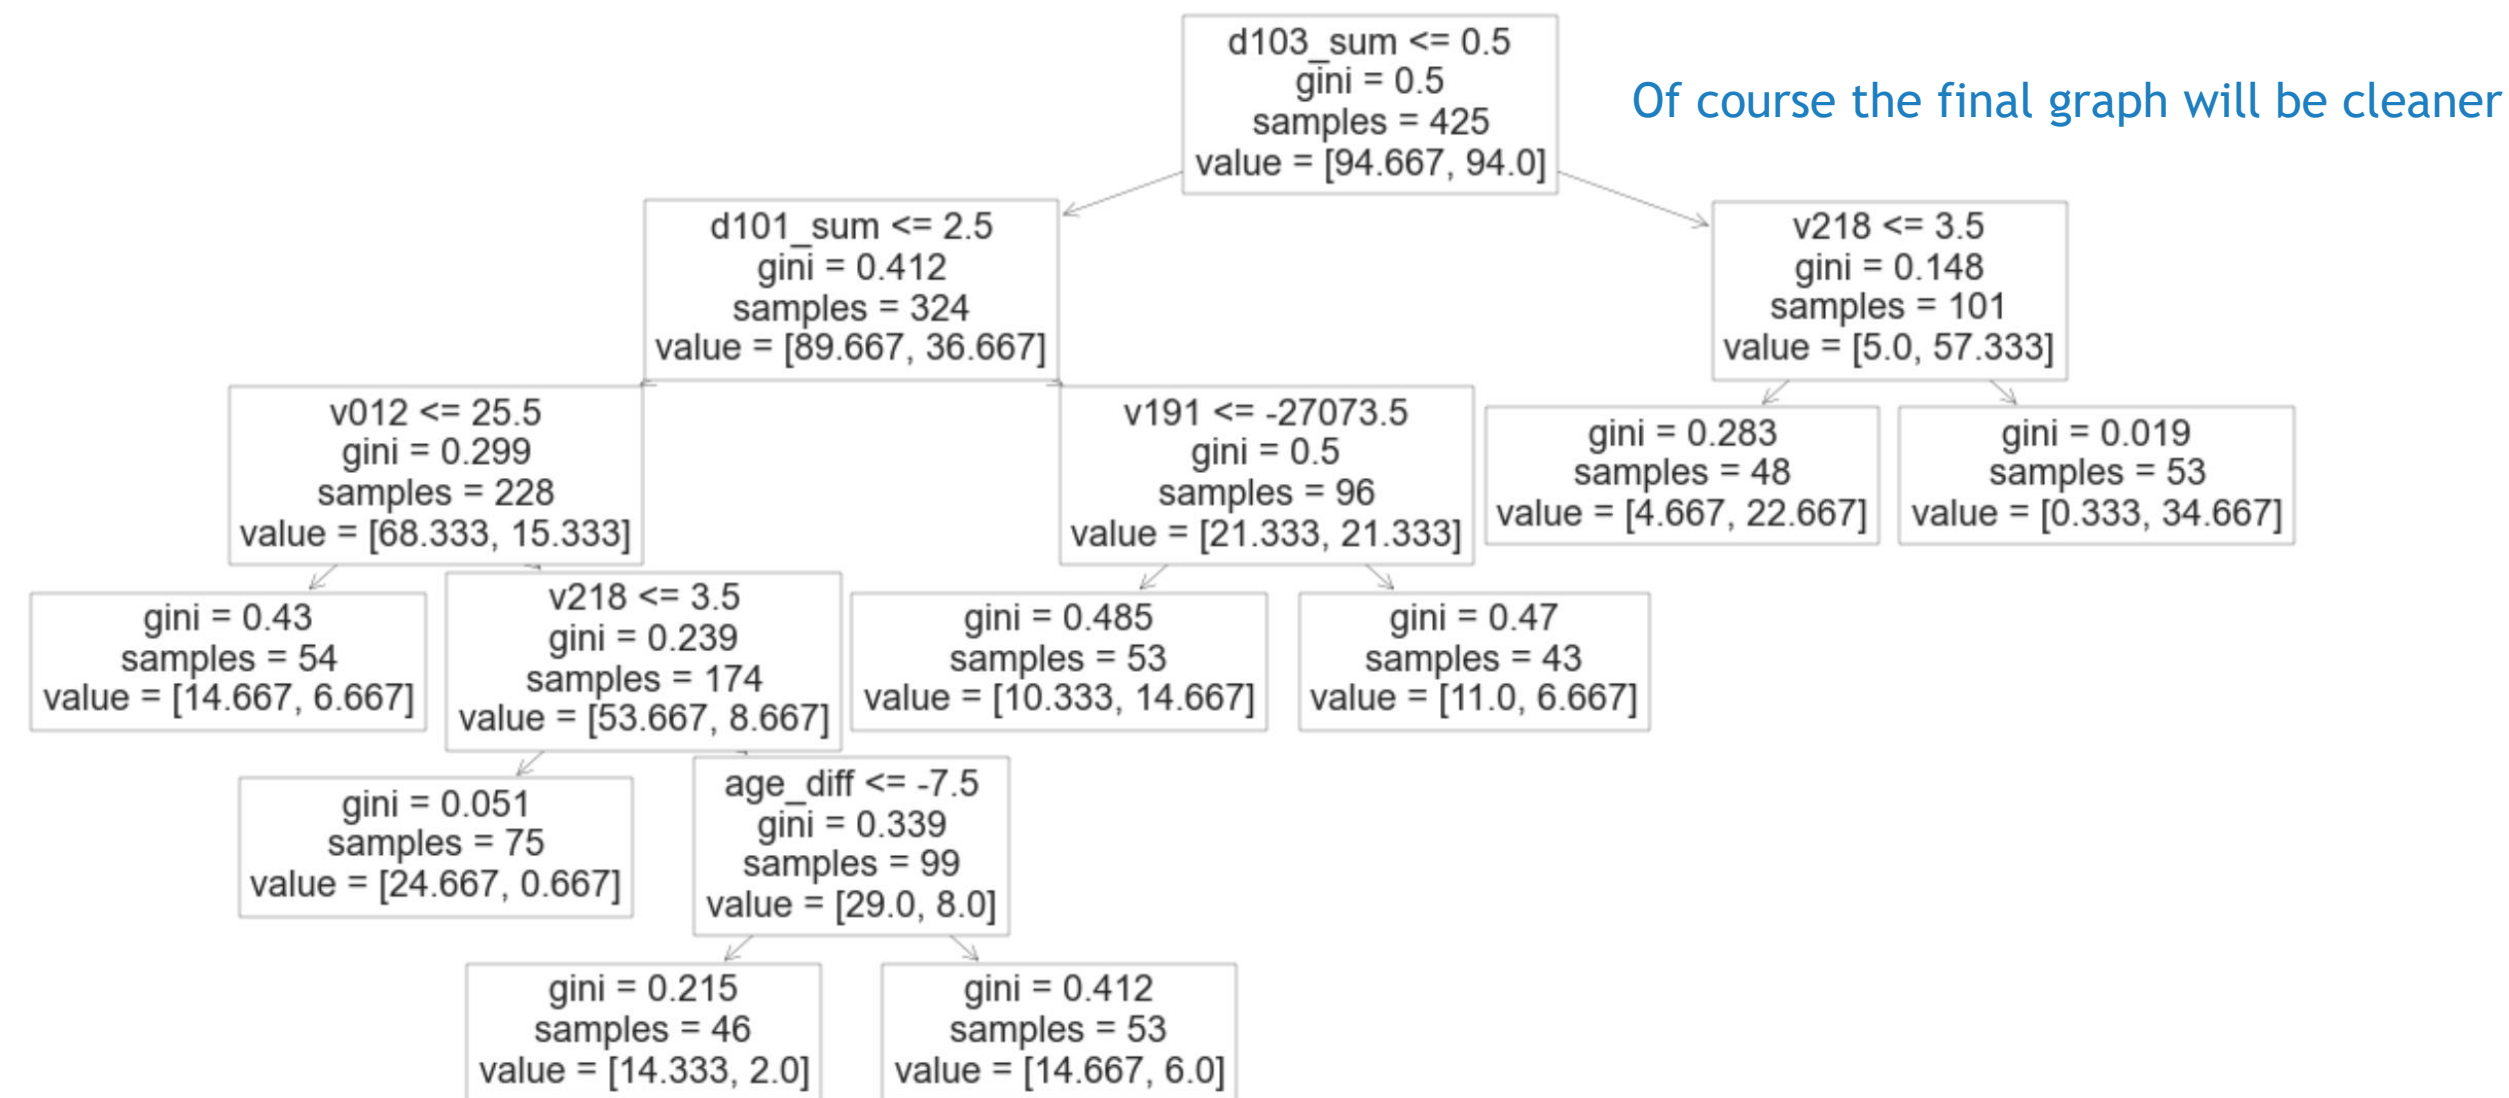 d103_sum <= 0.5
gini = 0.5
samples = 425
value = [94.667, 94.0]
Of course the final graph will be cleaner
d101_sum <= 2.5
gini = 0.412
samples = 324
value = [89.667, 36.667]
v218 <= 3.5
gini = 0.148
samples = 101
value = [5.0, 57.333]
v012 <= 25.5
gini = 0.299
samples = 228
value = [68.333, 15.333]
v191 <= -27073.5
gini = 0.5
samples = 96
value = [21.333, 21.333]
gini = 0.283
samples = 48
value = [4.667, 22.667]
gini = 0.019
samples = 53
value = [0.333, 34.667]
gini = 0.43
samples = 54
value = [14.667, 6.667]
v218 <= 3.5
gini = 0.239
samples = 174
value = [53.667, 8.667]
gini = 0.485
samples = 53
value = [10.333, 14.667]
gini = 0.47
samples = 43
value = [11.0, 6.667]
gini = 0.051
samples = 75
value = [24.667, 0.667]
age_diff <= -7.5
gini = 0.339
samples = 99
value = [29.0, 8.0]
gini = 0.215
samples = 46
value = [14.333, 2.0]
gini = 0.412
samples = 53
value = [14.667, 6.0]